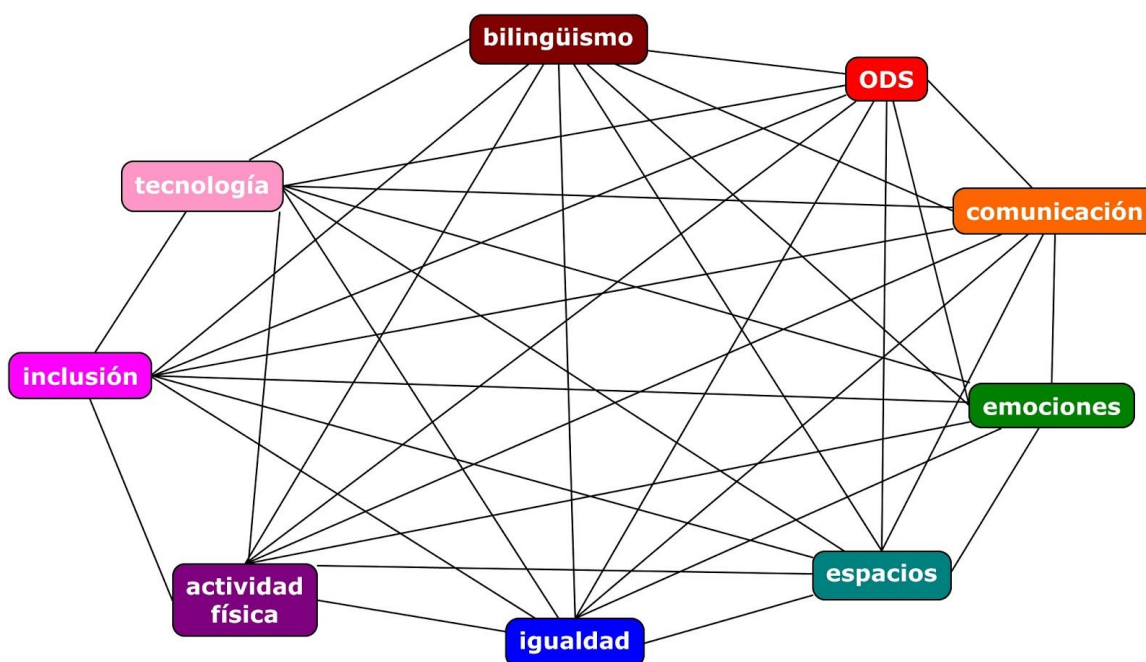 bilingüismo
ODS
tecnología
comunicación
inclusión
emociones
espacios
actividad
física
igualdad